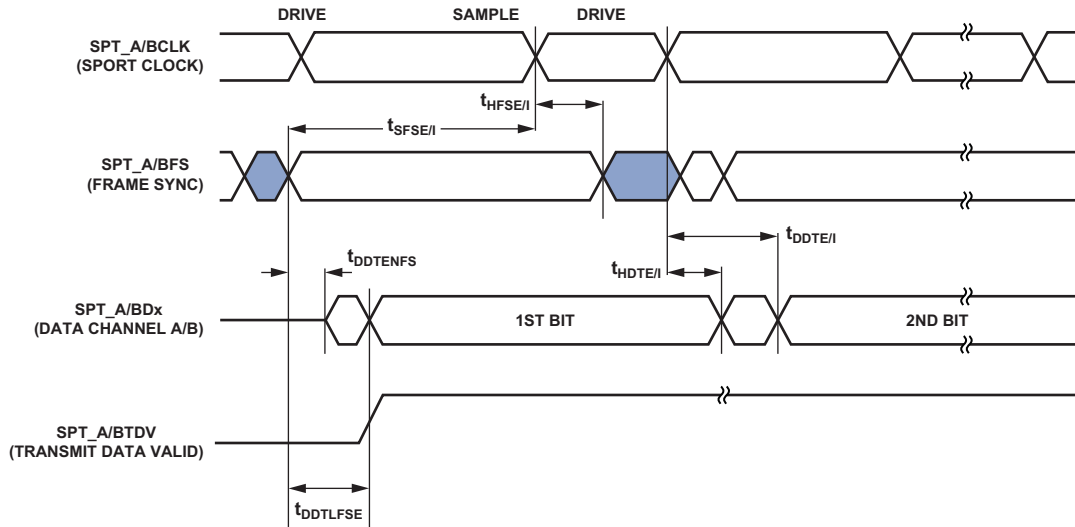 DRIVE SAMPLE DRIVE
SPT_A/BCLK
(SPORT CLOCK)
tHFSE/I
tSFSE/I
SPT_A/BFS
(FRAME SYNC)
tDDTE/I
tDDTENFS
tHDTE/I
SPT_A/BDx
(DATA CHANNEL A/B)
1ST BIT 2ND BIT
SPT_A/BTDV
(TRANSMIT DATA VALID)
tDDTLFSE